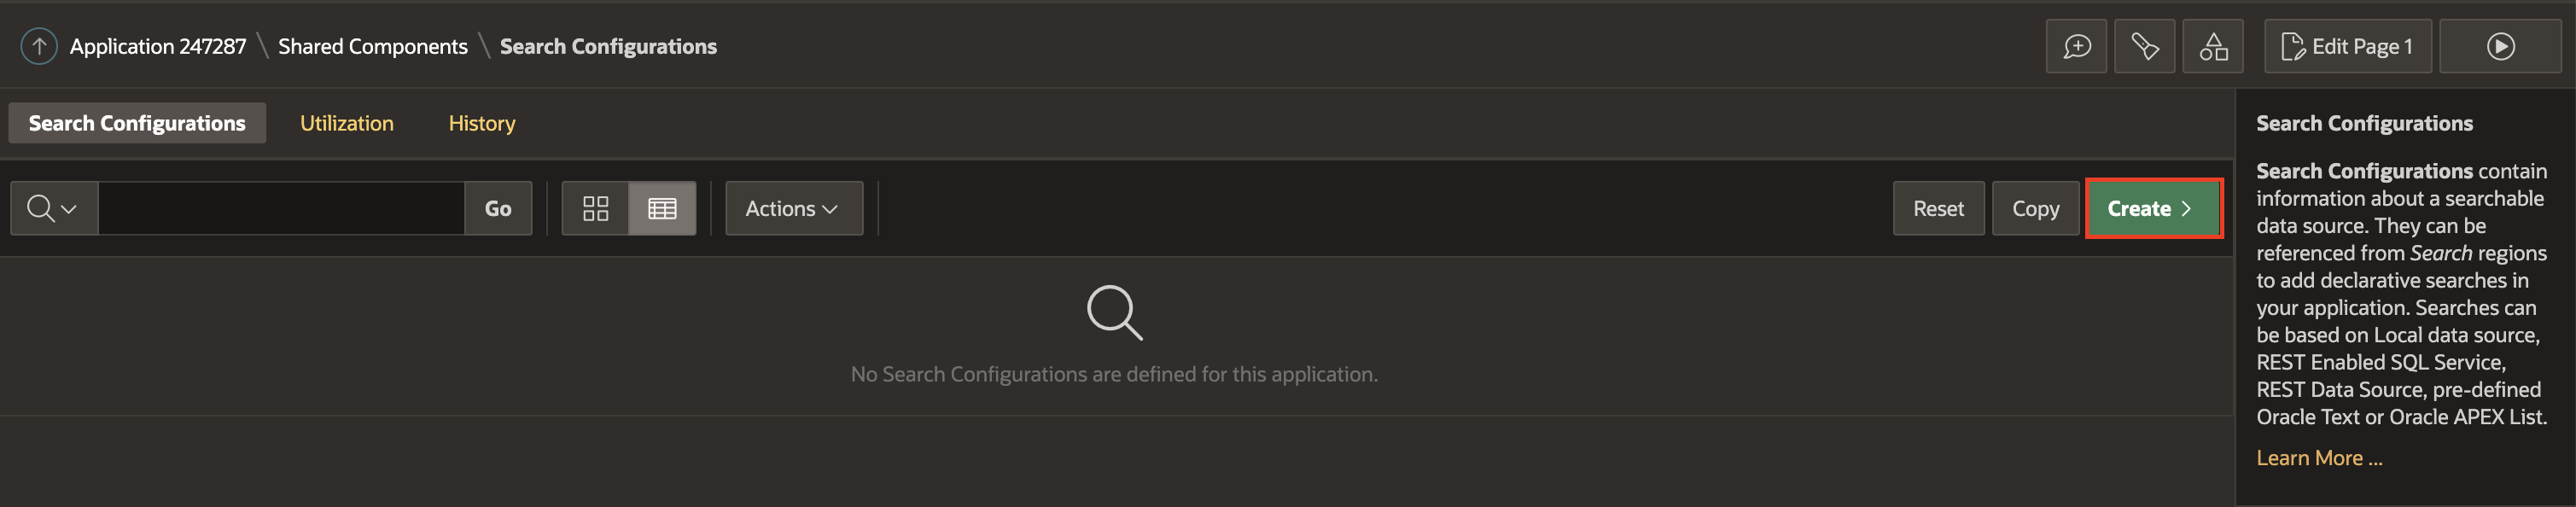 Application 247287 \ Shared Components \ Search Configurations
Edit Page 1
Search Configurations Utilization History
Go Actions Reset Copy Create
No Search Configurations are defined for this application.
Search Configurations
Search Configurations contain
information about a searchable
data source. They can be
referenced from Search regions
to add declarative searches in
your application. Searches can
be based on Local data source,
REST Enabled SQL Service,
REST Data Source, pre-defined
Oracle Text or Oracle APEX List.
Learn More ...